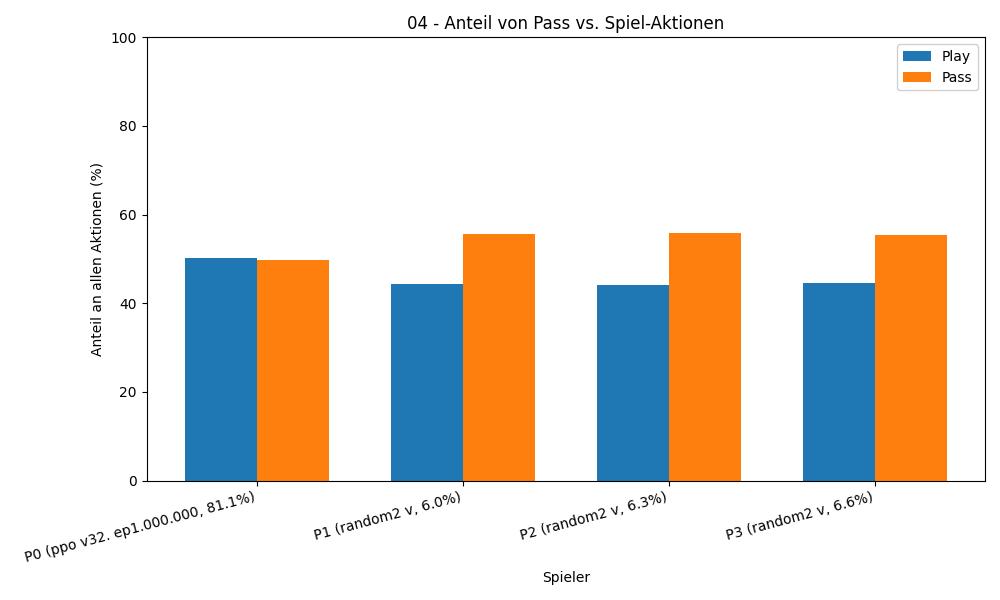 04 - Anteil von Pass vs. Spiel-Aktionen
Anteil an allen Aktionen (%)
100
80
60
40
20
0
Play
Pass
P0 (ppo v32. ep1.000.000, 81.1%)
P1 (random2 v, 6.0%)
P2 (random2 v, 6.3%)
P3 (random2 v, 6.6%)
Spieler